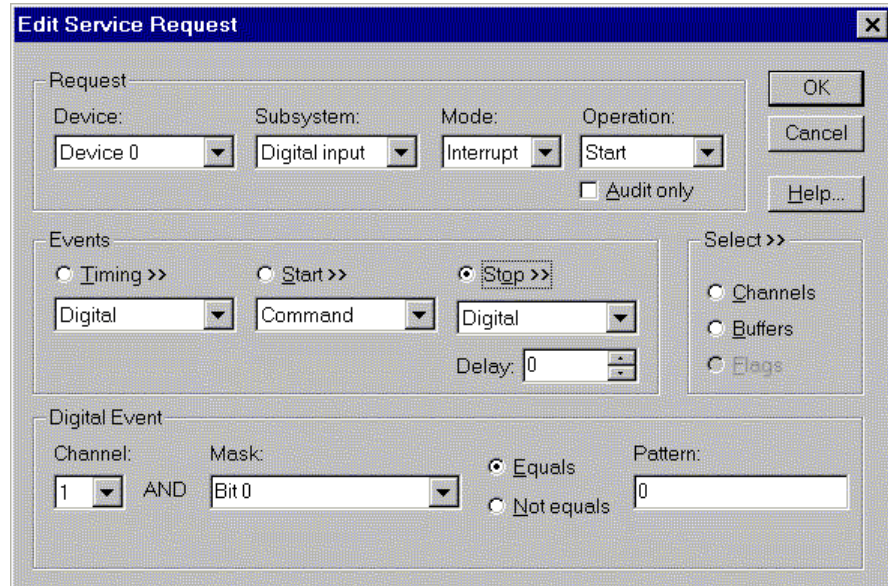 Edit Service Request
Request
OK
Device: Subsystem: Mode: Operation:
Device 0 Digital input Interrupt Start
Cancel
Audit only
Help...
Events
Select >>
Timing >> Start >> Stop >>
Channels
Digital Command Digital
Buffers
Delay: 0
Flags
Digital Event
Channel: Mask: Pattern:
Equals
1 AND Bit 0 0
Not equals